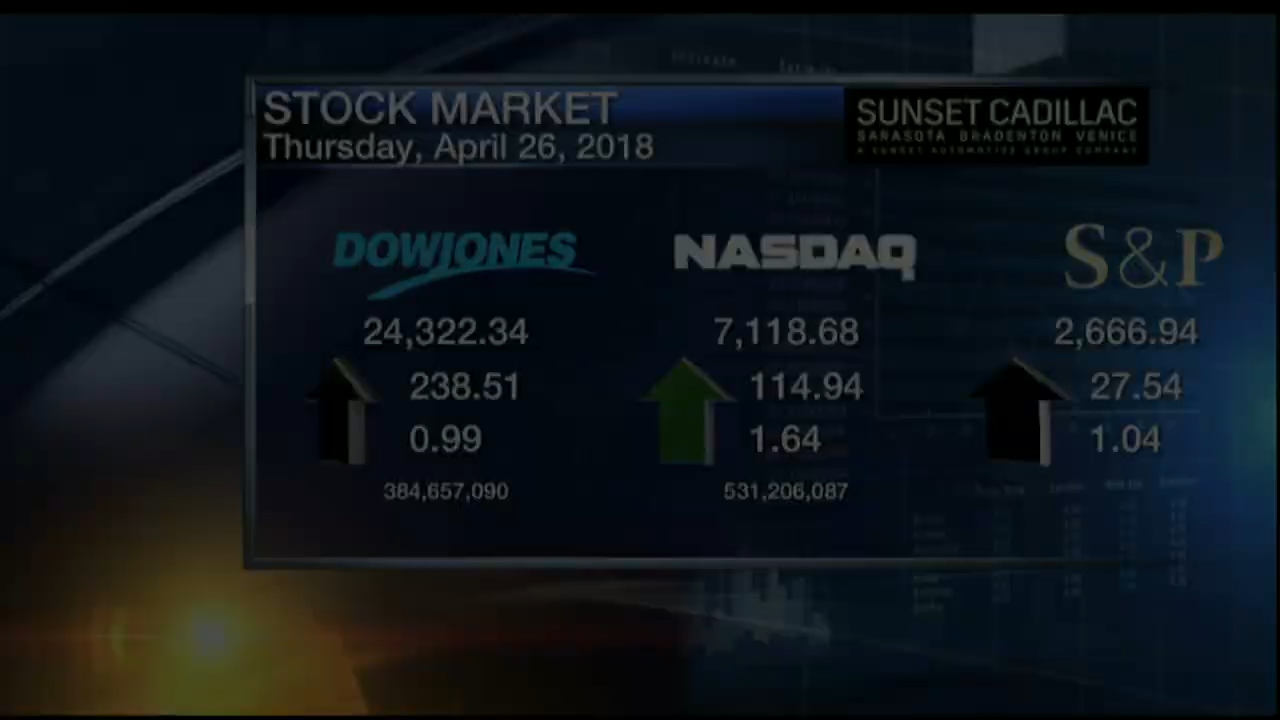 STOCK MARKET
Thursday, April 26, 2018
SUNSET CADILLAC
SARASOTA BRADENTON VENICE
A SUNSET AUTOMOTIVE GROUP COMPANY
DOWJONES
NASDAQ
S&P
24,322.34
7,118.68
2,666.94
238.51
114.94
27.54
0.99
1.64
1.04
384,657,090
531,206,087